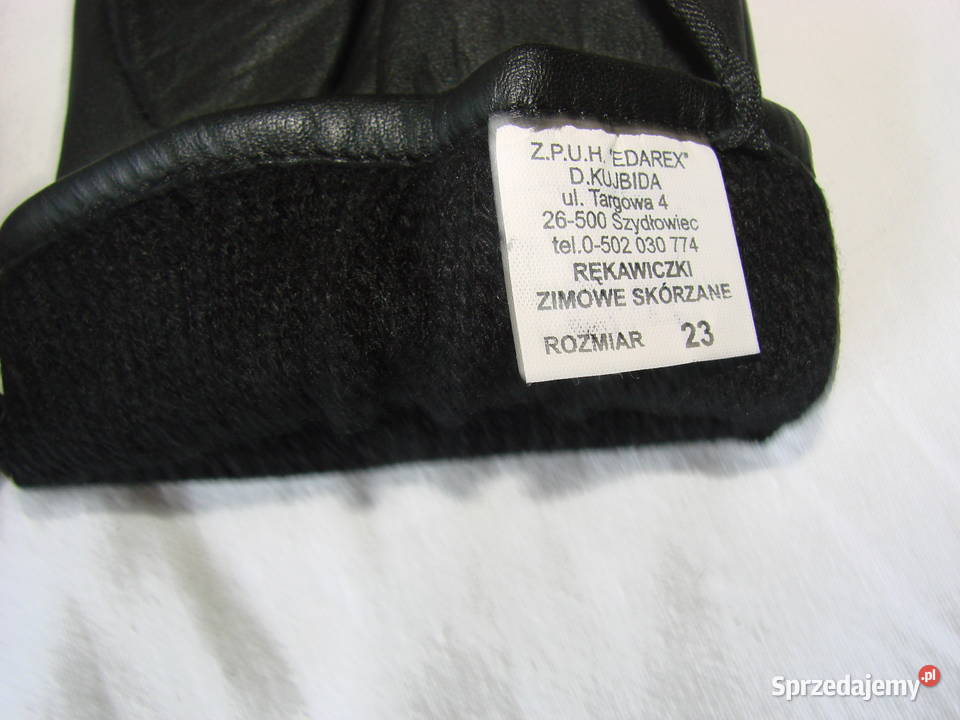 Z.P.U.H. "EDAREX"
D.KUJBIDA
ul. Targowa 4
26-500 Szydłowiec
tel.0-502 030 774
RĘKAWICZKI
ZIMOWE SKÓRZANE
ROZMIAR 23
Sprzedajemy.pl